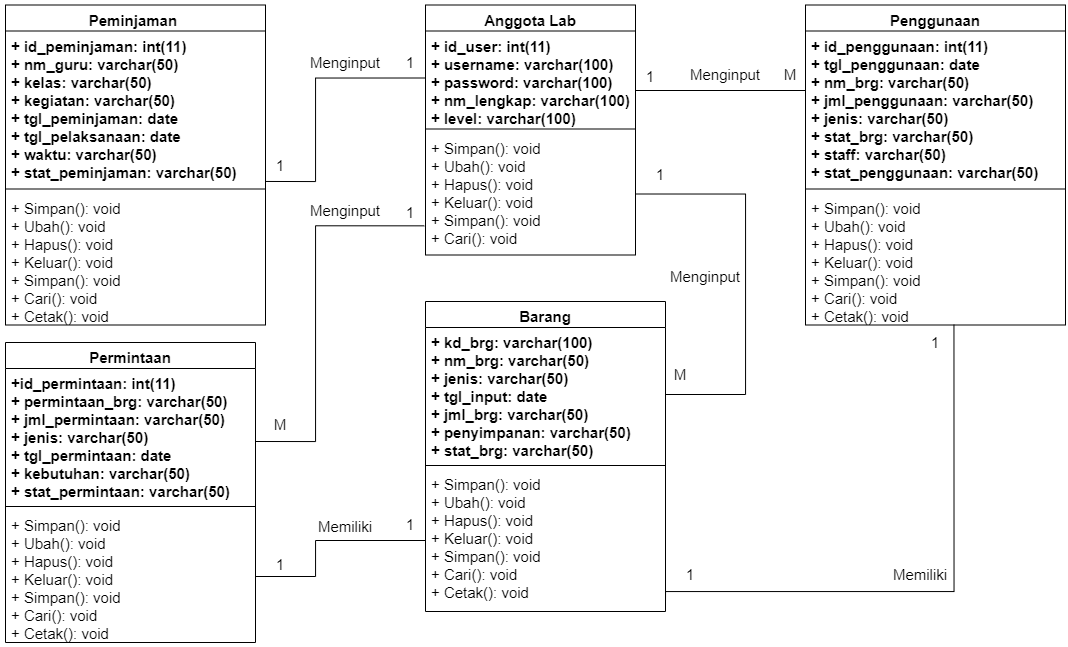 Peminjaman
+ id_peminjaman: int(11)
+ nm_guru: varchar(50)
+ kelas: varchar(50)
+ kegiatan: varchar(50)
+ tgl_peminjaman: date
+ tgl_pelaksanaan: date
+ waktu: varchar(50)
+ stat_peminjaman: varchar(50)
+ Simpan(): void
+ Ubah(): void
+ Hapus(): void
+ Keluar(): void
+ Simpan(): void
+ Cari(): void
+ Cetak(): void
Menginput
1
1
Anggota Lab
+ id_user: int(11)
+ username: varchar(100)
+ password: varchar(100)
+ nm_lengkap: varchar(100)
+ level: varchar(100)
+ Simpan(): void
+ Ubah(): void
+ Hapus(): void
+ Keluar(): void
+ Simpan(): void
+ Cari(): void
1
Menginput
M
Penggunaan
+ id_penggunaan: int(11)
+ tgl_penggunaan: date
+ nm_brg: varchar(50)
+ jml_penggunaan: varchar(50)
+ jenis: varchar(50)
+ stat_brg: varchar(50)
+ staff: varchar(50)
+ stat_penggunaan: varchar(50)
+ Simpan(): void
+ Ubah(): void
+ Hapus(): void
+ Keluar(): void
+ Simpan(): void
+ Cari(): void
+ Cetak(): void
Menginput
1
M
1
Menginput
M
Permintaan
+id_permintaan: int(11)
+ permintaan_brg: varchar(50)
+ jml_permintaan: varchar(50)
+ jenis: varchar(50)
+ tgl_permintaan: date
+ kebutuhan: varchar(50)
+ stat_permintaan: varchar(50)
+ Simpan(): void
+ Ubah(): void
+ Hapus(): void
+ Keluar(): void
+ Simpan(): void
+ Cari(): void
+ Cetak(): void
Memiliki
1
1
Barang
+ kd_brg: varchar(100)
+ nm_brg: varchar(50)
+ jenis: varchar(50)
+ tgl_input: date
+ jml_brg: varchar(50)
+ penyimpanan: varchar(50)
+ stat_brg: varchar(50)
+ Simpan(): void
+ Ubah(): void
+ Hapus(): void
+ Keluar(): void
+ Simpan(): void
+ Cari(): void
+ Cetak(): void
1
1
Memiliki